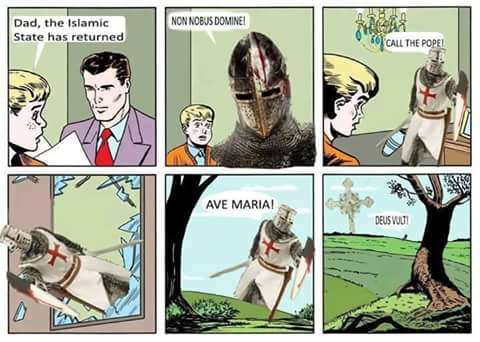 Dad, the Islamic
State has returned
NON NOBUS DOMINE!
CALL THE POPE!
AVE MARIA!
DEUS VULT!